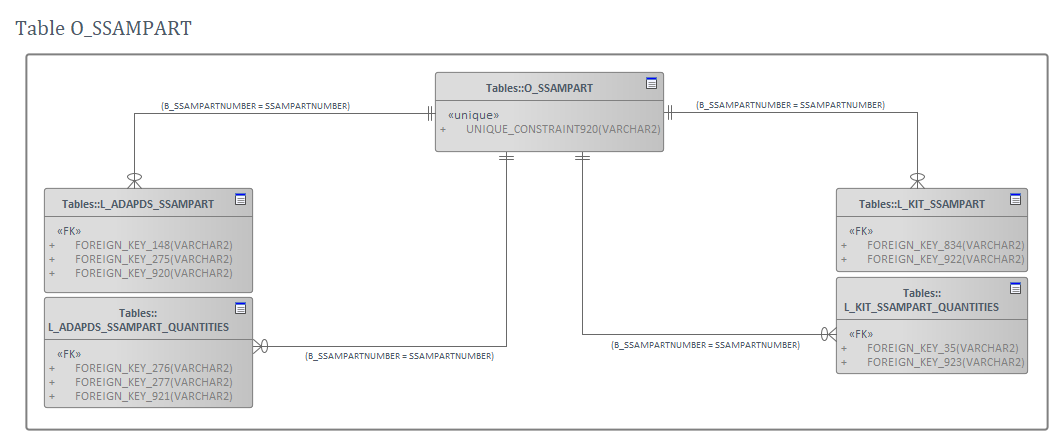 Table O_SSAMPART
Tables::O_SSAMPART
«unique»
+ UNIQUE_CONSTRAINT920(VARCHAR2)
(B_SSAMPARTNUMBER = SSAMPARTNUMBER)
(B_SSAMPARTNUMBER = SSAMPARTNUMBER)
Tables::L_ADAPDS_SSAMPART
«FK»
+ FOREIGN_KEY_148(VARCHAR2)
+ FOREIGN_KEY_275(VARCHAR2)
+ FOREIGN_KEY_920(VARCHAR2)
Tables::L_KIT_SSAMPART
«FK»
+ FOREIGN_KEY_834(VARCHAR2)
+ FOREIGN_KEY_922(VARCHAR2)
Tables::
L_ADAPDS_SSAMPART_QUANTITIES
«FK»
+ FOREIGN_KEY_276(VARCHAR2)
+ FOREIGN_KEY_277(VARCHAR2)
+ FOREIGN_KEY_921(VARCHAR2)
(B_SSAMPARTNUMBER = SSAMPARTNUMBER)
(B_SSAMPARTNUMBER = SSAMPARTNUMBER)
Tables::
L_KIT_SSAMPART_QUANTITIES
«FK»
+ FOREIGN_KEY_35(VARCHAR2)
+ FOREIGN_KEY_923(VARCHAR2)